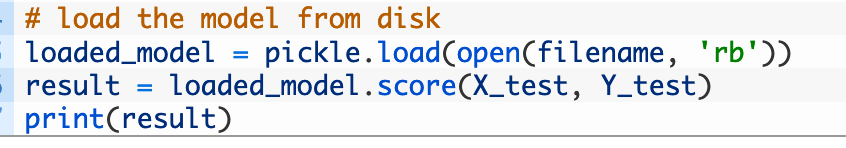 # load the model from disk
loaded_model = pickle.load(open(filename, 'rb'))
result = loaded_model.score(X_test, Y_test)
print(result)